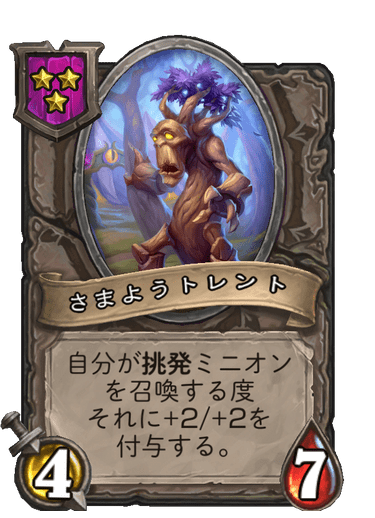 さまようトレント
自分が挑発ミニオン
を召喚する度
それに+2/+2を
付与する。
4
7